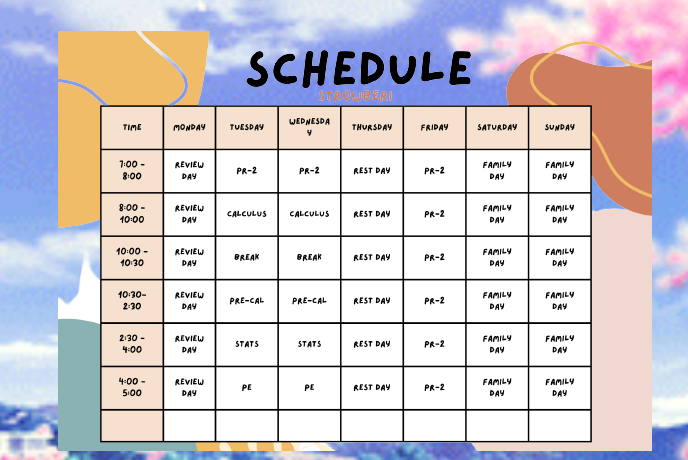 SCHEDULE
STROWBERI
TIME MONDAY TUESDAY WEDNESDA
Y THURSDAY FRIDAY SATURDAY SUNDAY
7:00 -
8:00 REVIEW
DAY PR-2 PR-2 REST DAY PR-2 FAMILY
DAY FAMILY
DAY
8:00 -
10:00 REVIEW
DAY CALCULUS CALCULUS REST DAY PR-2 FAMILY
DAY FAMILY
DAY
10:00 -
10:30 REVIEW
DAY BREAK BREAK REST DAY PR-2 FAMILY
DAY FAMILY
DAY
10:30-
2:30 REVIEW
DAY PRE-CAL PRE-CAL REST DAY PR-2 FAMILY
DAY FAMILY
DAY
2:30 -
4:00 REVIEW
DAY STATS STATS REST DAY PR-2 FAMILY
DAY FAMILY
DAY
4:00 -
5:00 REVIEW
DAY PE PE REST DAY PR-2 FAMILY
DAY FAMILY
DAY